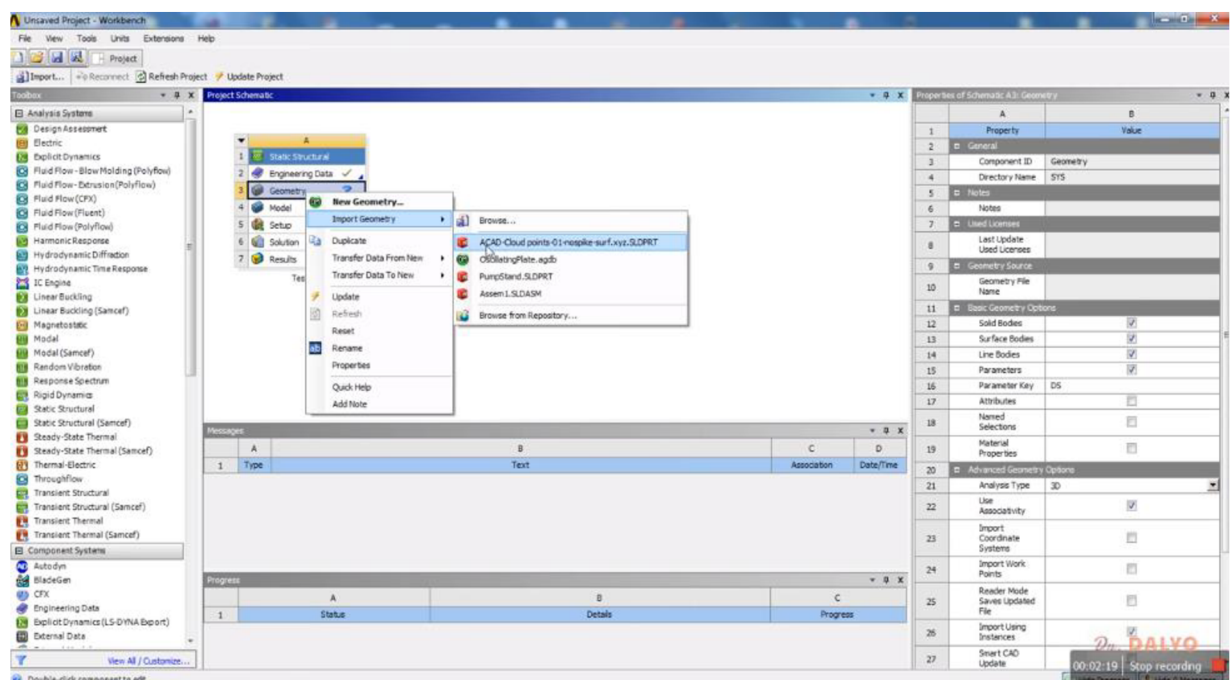 Unsaved Project - Workbench
File View Tools Units Extensions Help
Project
Import... Reconnect Refresh Project Update Project
Toolbox
Analysis Systems
Design Assessment
Electric
Explicit Dynamics
Fluid Flow - Blow Molding (Polyflow)
Fluid Flow - Extrusion (Polyflow)
Fluid Flow (CFX)
Fluid Flow (Fluent)
Fluid Flow (Polyflow)
Harmonic Response
Hydrodynamic Diffraction
Hydrodynamic Time Response
IC Engine
Linear Buckling
Linear Buckling (Samcef)
Magnetostatic
Modal
Modal (Samcef)
Random Vibration
Response Spectrum
Rigid Dynamics
Static Structural
Static Structural (Samcef)
Steady-State Thermal
Steady-State Thermal (Samcef)
Thermal-Electric
Throughflow
Transient Structural
Transient Structural (Samcef)
Transient Thermal
Transient Thermal (Samcef)
Component Systems
Autodyn
BladeGen
CFX
Engineering Data
Explicit Dynamics (LS-DYNA Export)
External Data
View All / Customize...
Double-click component to edit.
Project Schematic
A
1 Static Structural
2 Engineering Data
3 Geometry
4 Model
5 Setup
6 Solution
7 Results
Tes
New Geometry...
Import Geometry
Duplicate
Transfer Data From New
Transfer Data To New
Update
Refresh
Reset
Rename
Properties
Quick Help
Add Note
Browse...
ACAD-Cloud points-01-nospike-surf.xyz.SLDPRT
OscillatingPlate.agdb
PumpStand.SLDPRT
Assem1.SLDASM
Browse from Repository...
Messages
A B C D
1 Type Text Association Date/Time
Progress
A B C
1 Status Details Progress
Properties of Schematic A3: Geometry
A B
1 Property Value
2 General
3 Component ID Geometry
4 Directory Name SYS
5 Notes
6 Notes
7 Used Licenses
8 Last Update Used Licenses
9 Geometry Source
10 Geometry File Name
11 Basic Geometry Options
12 Solid Bodies
13 Surface Bodies
14 Line Bodies
15 Parameters
16 Parameter Key DS
17 Attributes
18 Named Selections
19 Material Properties
20 Advanced Geometry Options
21 Analysis Type 3D
22 Use Associativity
23 Import Coordinate Systems
24 Import Work Points
25 Reader Mode Saves Updated File
26 Import Using Instances
27 Smart CAD Update
Dr. DALYO
00:02:19 Stop recording